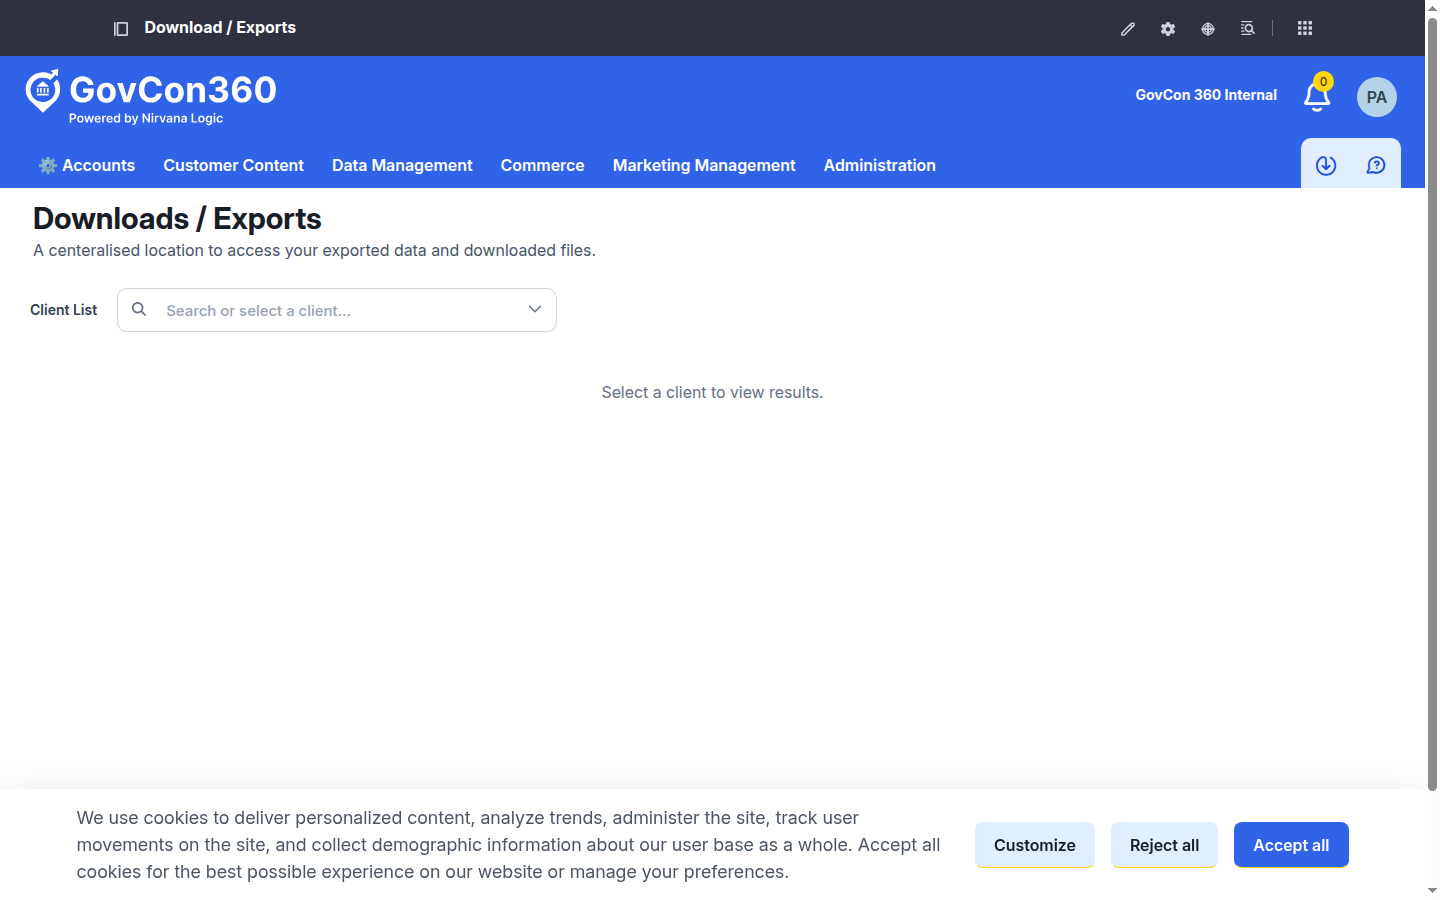 Download / Exports
GovCon360
Powered by Nirvana Logic
GovCon 360 Internal
0
PA
Accounts
Customer Content
Data Management
Commerce
Marketing Management
Administration
Downloads / Exports
A centeralised location to access your exported data and downloaded files.
Client List
Search or select a client...
Select a client to view results.
We use cookies to deliver personalized content, analyze trends, administer the site, track user
movements on the site, and collect demographic information about our user base as a whole. Accept all
cookies for the best possible experience on our website or manage your preferences.
Customize
Reject all
Accept all